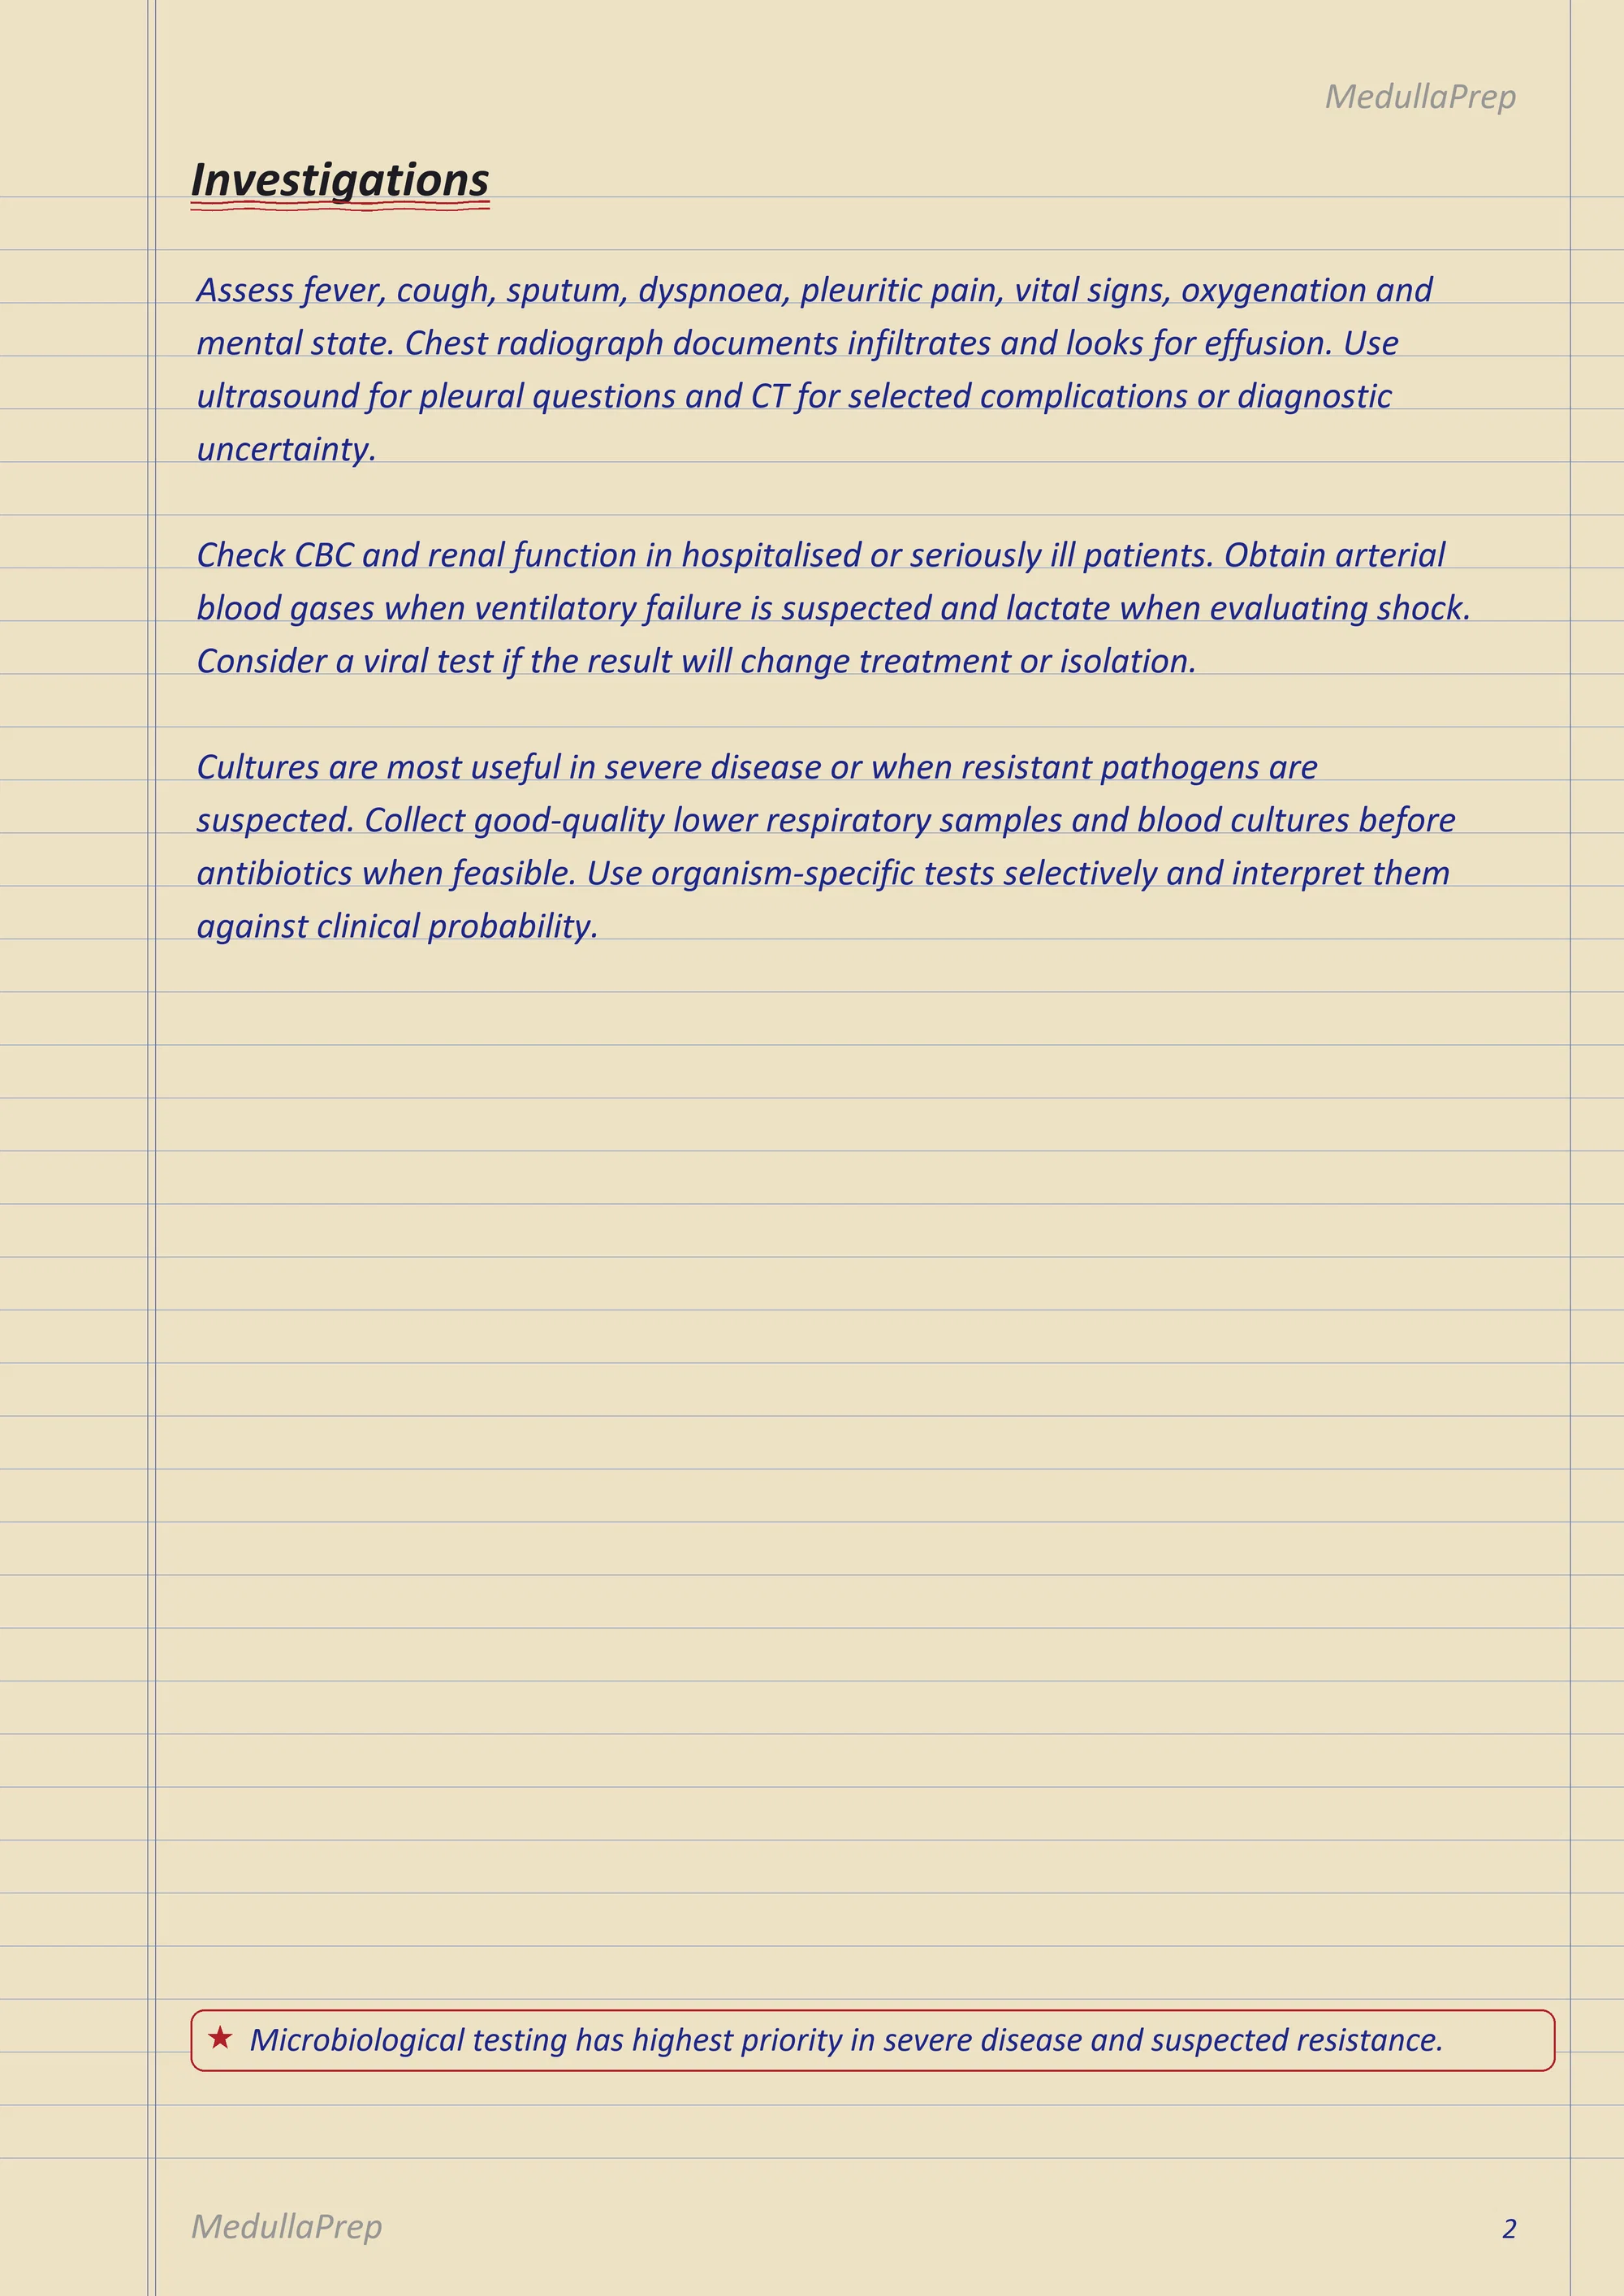 MedullaPrep
Investigations
Assess fever, cough, sputum, dyspnoea, pleuritic pain, vital signs, oxygenation and
mental state. Chest radiograph documents infiltrates and looks for effusion. Use
ultrasound for pleural questions and CT for selected complications or diagnostic
uncertainty.
Check CBC and renal function in hospitalised or seriously ill patients. Obtain arterial
blood gases when ventilatory failure is suspected and lactate when evaluating shock.
Consider a viral test if the result will change treatment or isolation.
Cultures are most useful in severe disease or when resistant pathogens are
suspected. Collect good-quality lower respiratory samples and blood cultures before
antibiotics when feasible. Use organism-specific tests selectively and interpret them
against clinical probability.
★ Microbiological testing has highest priority in severe disease and suspected resistance.
MedullaPrep
2